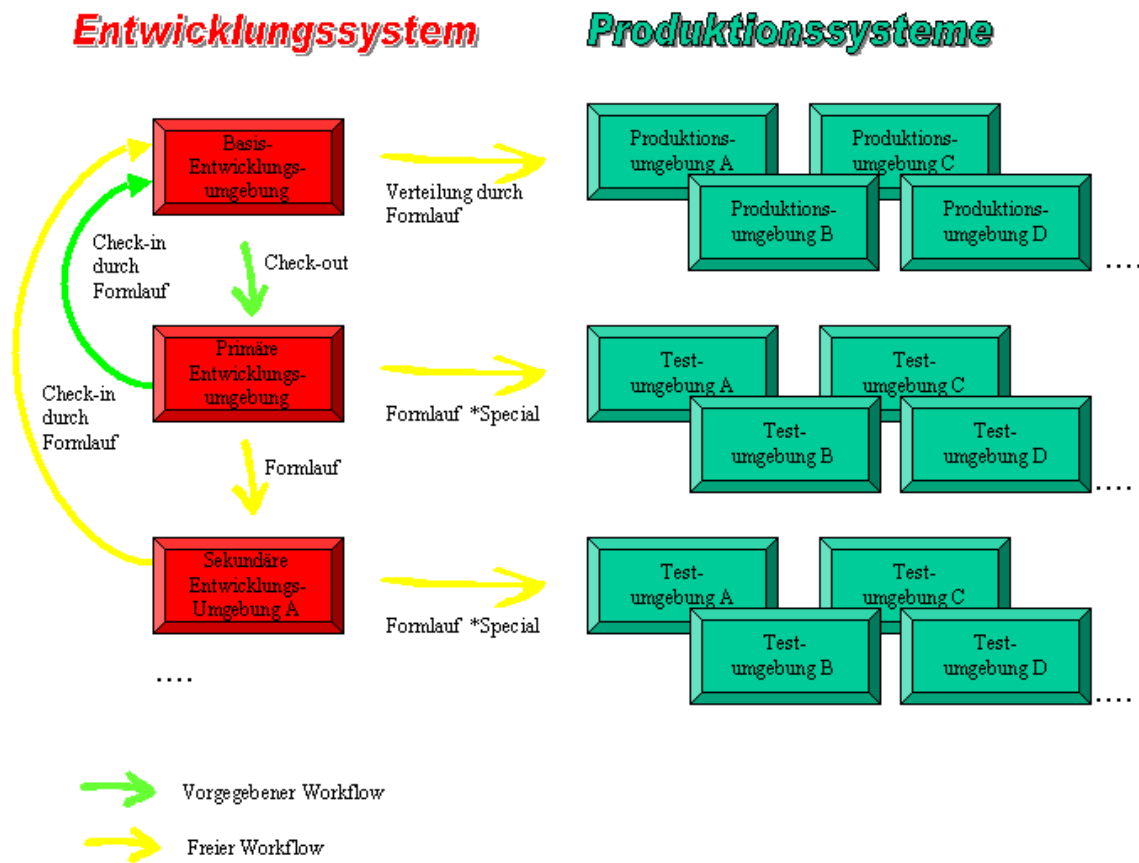 Entwicklungssystem
Produktionssysteme
Basis-
Entwicklungs-
umgebung
Verteilung durch
Formlauf
Produktions-
umgebung A
Produktions-
umgebung C
Produktions-
umgebung B
Produktions-
umgebung D
....
Check-in
durch
Formlauf
Check-out
Primäre
Entwicklungs-
umgebung
Formlauf *Special
Test-
umgebung A
Test-
umgebung C
Test-
umgebung B
Test-
umgebung D
....
Check-in
durch
Formlauf
Formlauf
Sekundäre
Entwicklungs-
Umgebung A
Formlauf *Special
Test-
umgebung A
Test-
umgebung C
Test-
umgebung B
Test-
umgebung D
....
....
Vorgegebener Workflow
Freier Workflow